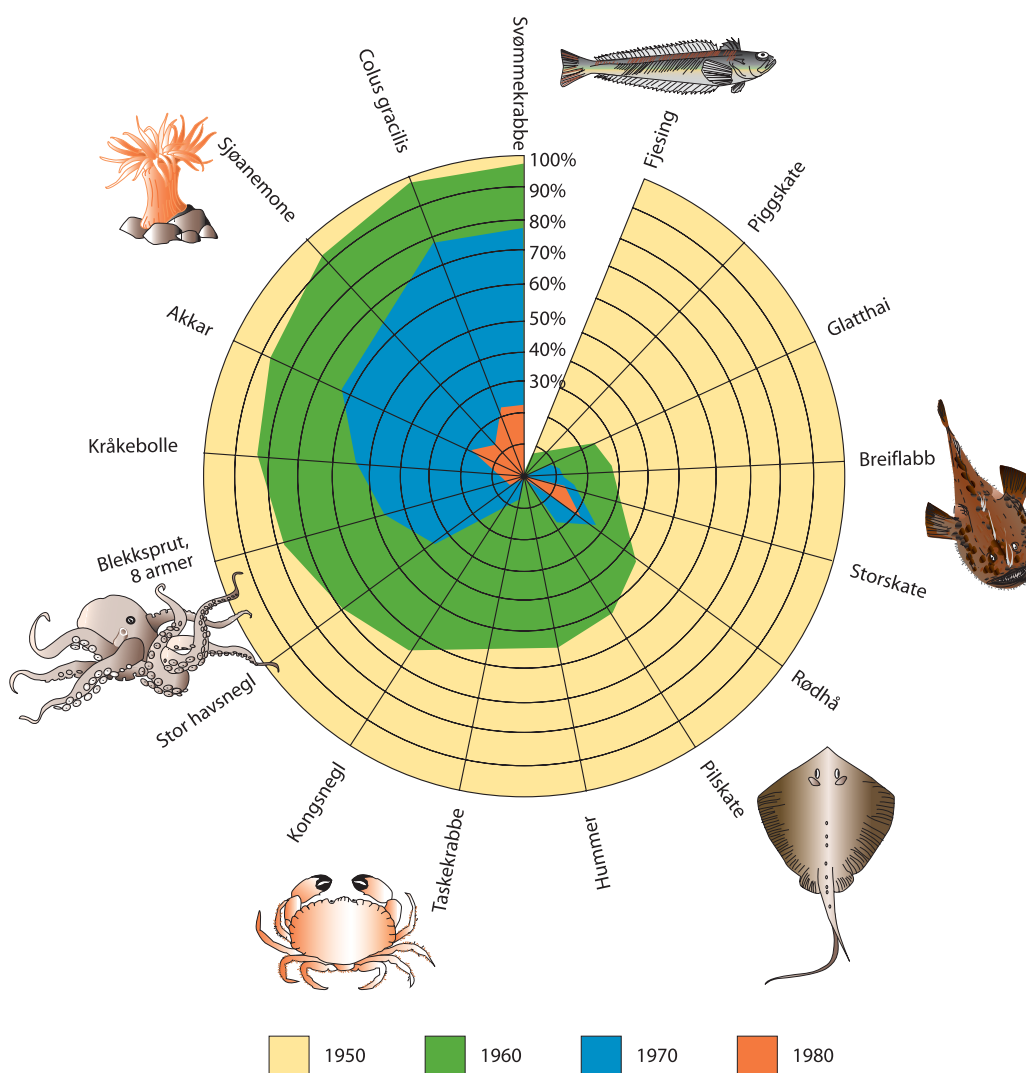 Svømmekrabbe
Fjesing
Piggskate
Glatthai
Breiflabb
Storskate
Rødhå
Pilskate
Hummer
Taskekrabbe
Kongsnegl
Stor havsnegl
Blekksprut,
8 armer
Kråkebolle
Akkar
Sjøanemone
Colus gracilis
100%
90%
80%
70%
60%
50%
40%
30%
1950
1960
1970
1980